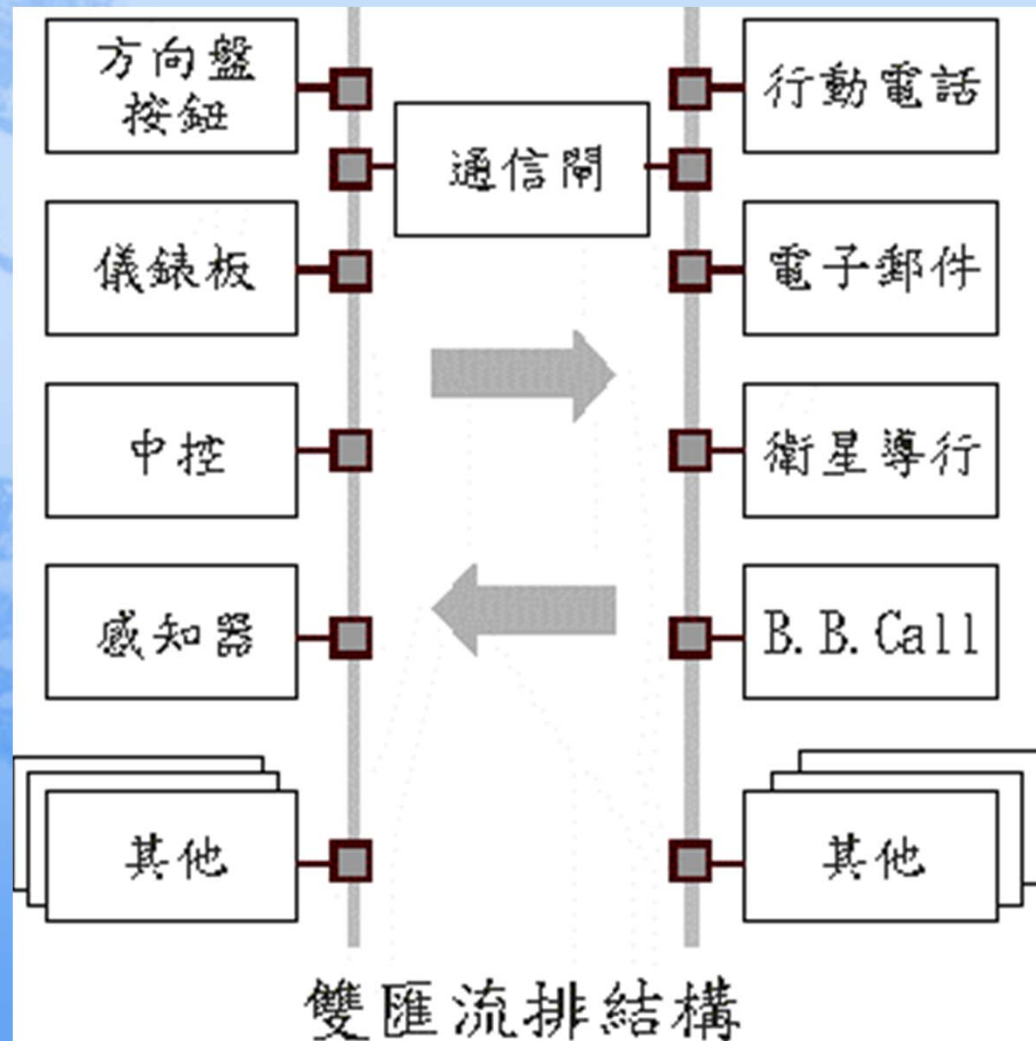 方向盤
按鈕
行動電話
通信閘
儀錶板
電子郵件
中控
衛星導行
感知器
B.B.Call
其他
其他
雙匯流排結構